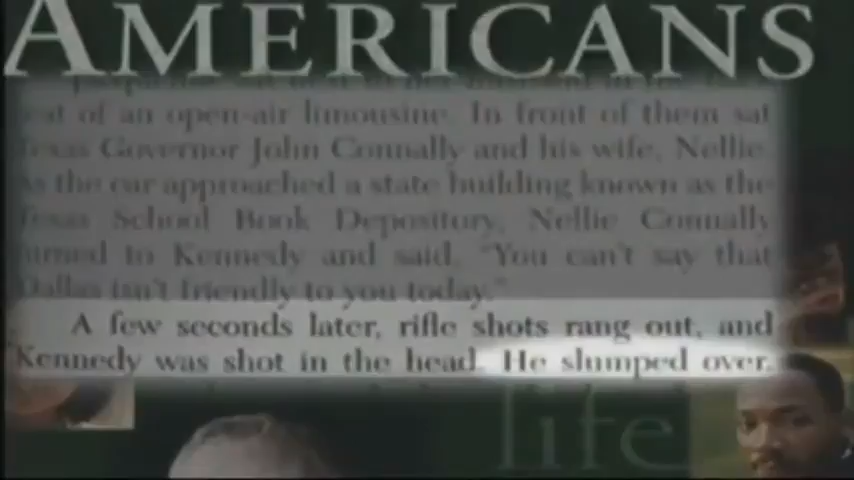 AMERICANS
of an open-air limousine. In front of them sat
Texas Governor John Connally and his wife, Nellie.
As the car approached a state building known as the
Texas School Book Depository, Nellie Connally
turned to Kennedy and said, "You can't say that
Dallas isn't friendly to you today."
A few seconds later, rifle shots rang out, and
Kennedy was shot in the head. He slumped over.
life